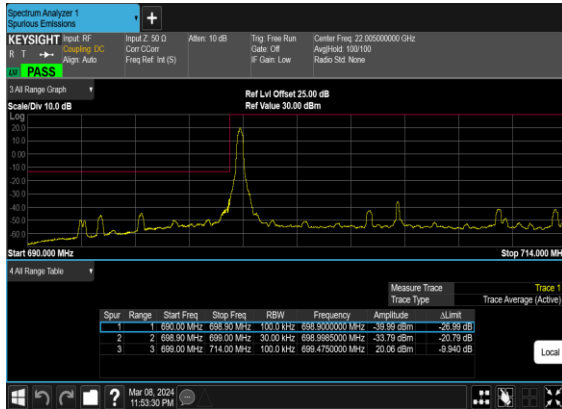 Spectrum Analyzer 1
Spurious Emissions
+
KEYSIGHT Input: RF Input Z: 50 Ω Atten: 10 dB Trig: Free Run Center Freq: 22.005000000 GHz
R T Coupling: DC Corr CCorr Gate: Off Avg|Hold: 100/100
Align: Auto Freq Ref: Int (S) IF Gain: Low Radio Std: None
LW PASS
3 All Range Graph
Ref Lvl Offset 25.00 dB
Scale/Div 10.0 dB Ref Value 30.00 dBm
Log
20.0
10.0
0.00
-10.0
-20.0
-30.0
-40.0
-50.0
-60.0
Start 690.000 MHz Stop 714.000 MHz
4 All Range Table
Measure Trace Trace 1
Trace Type Trace Average (Active)
Spur Range Start Freq Stop Freq RBW Frequency Amplitude ΔLimit
1 1 690.00 MHz 698.90 MHz 100.0 kHz 698.9000000 MHz -39.99 dBm -26.99 dB
2 2 698.90 MHz 699.00 MHz 30.00 kHz 698.9985000 MHz -33.79 dBm -20.79 dB
3 3 699.00 MHz 714.00 MHz 100.0 kHz 699.4750000 MHz 20.06 dBm -9.940 dB
Local
? Mar 08, 2024
11:53:30 PM